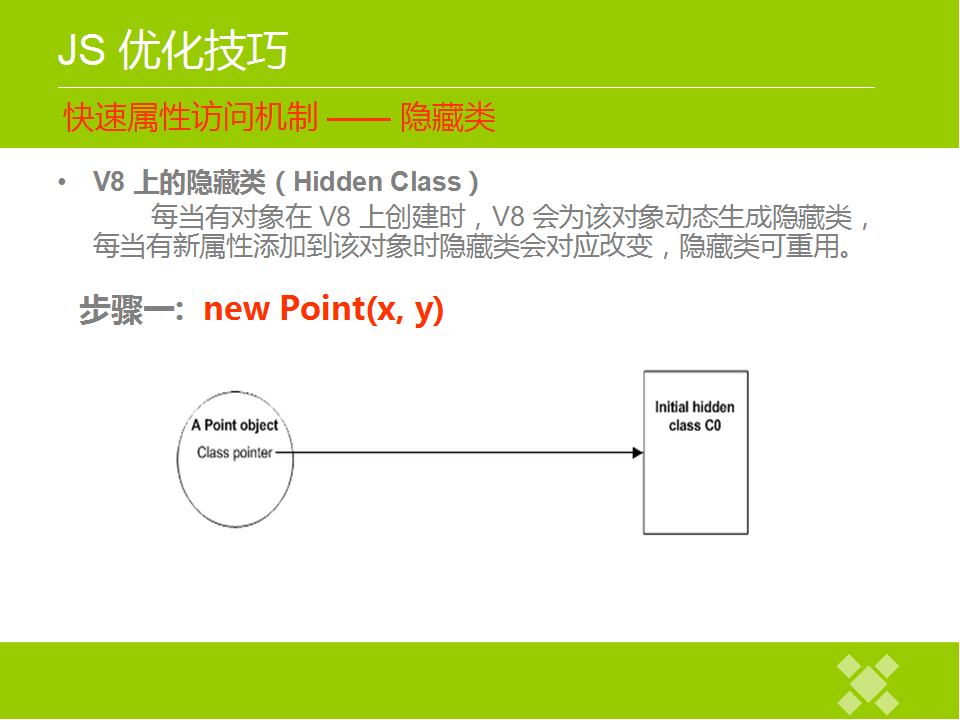 JS 优化技巧
快速属性访问机制 —— 隐藏类
• V8 上的隐藏类（Hidden Class）
每当有对象在 V8 上创建时，V8 会为该对象动态生成隐藏类，
每当有新属性添加到该对象时隐藏类会对应改变，隐藏类可重用。
步骤一: new Point(x, y)
A Point object
Class pointer
Initial hidden
class C0